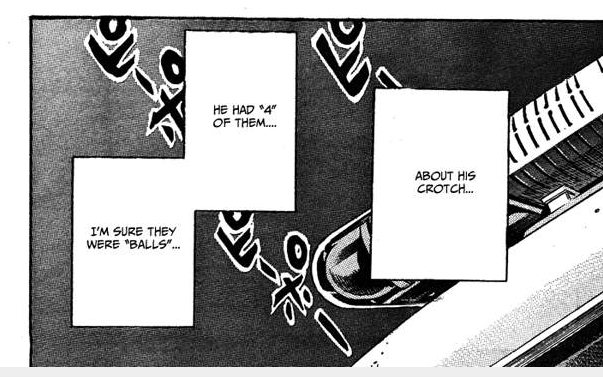 ABOUT HIS
CROTCH...
HE HAD "4"
OF THEM....
I'M SURE THEY
WERE "BALLS"...